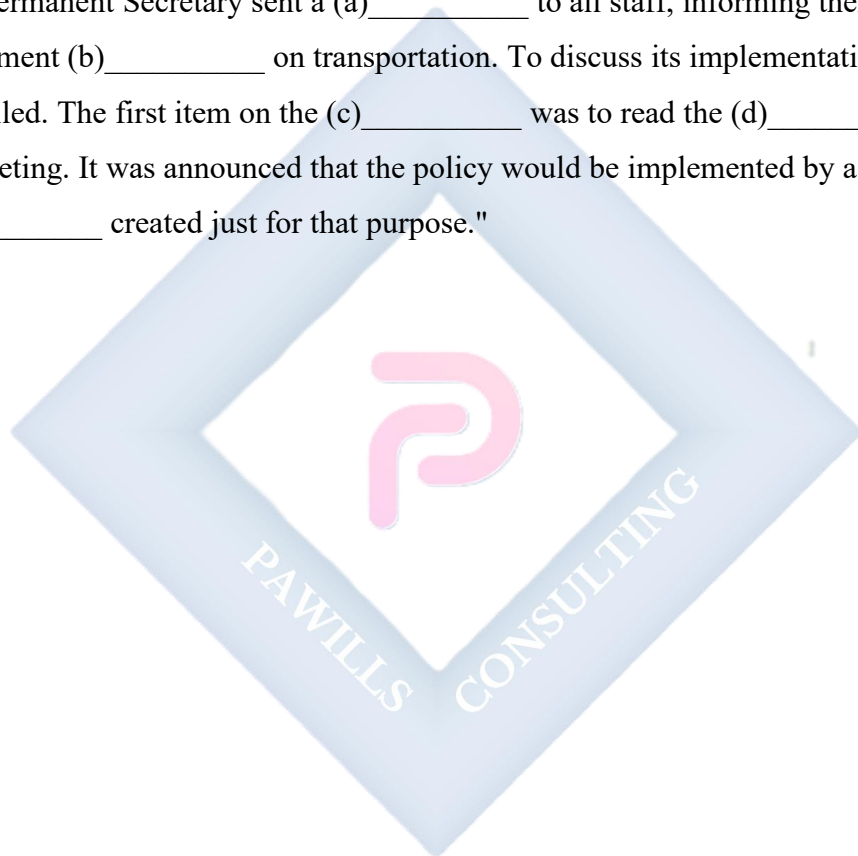 ermanent Secretary sent a (a)__________ to all staff, informing the
ment (b)__________ on transportation. To discuss its implementati
led. The first item on the (c)__________ was to read the (d)______
eting. It was announced that the policy would be implemented by a
_______ created just for that purpose."
PAWILLS CONSULTING